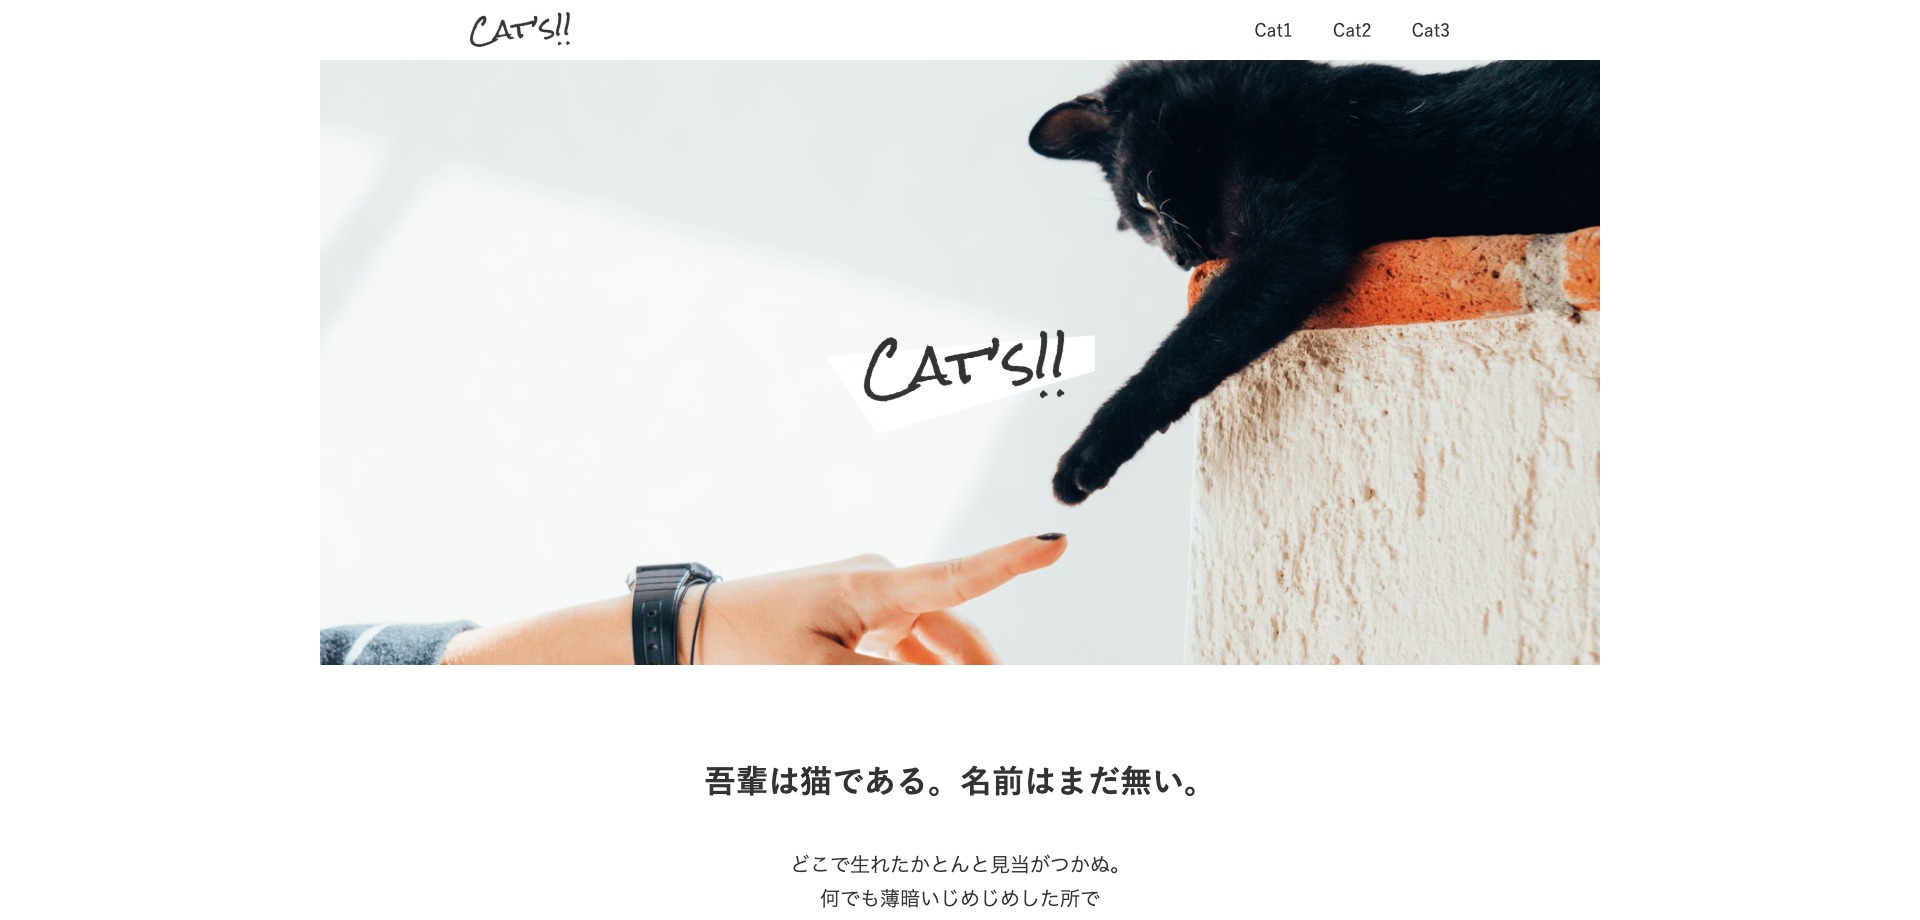 Cat's!!
Cat1 Cat2 Cat3
Cat's!!
吾輩は猫である。名前はまだ無い。
どこで生れたかとんと見当がつかぬ。
何でも薄暗いじめじめした所で